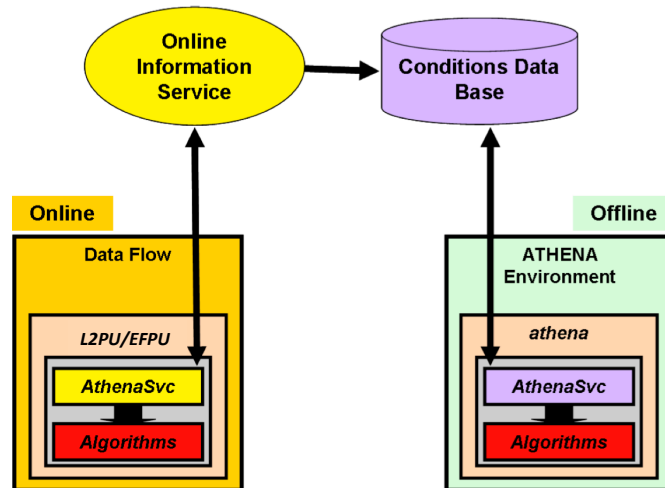 Online
Information
Service
Conditions Data
Base
Online
Offline
Data Flow
ATHENA
Environment
L2PU/EFPU
athena
AthenaSvc
AthenaSvc
Algorithms
Algorithms